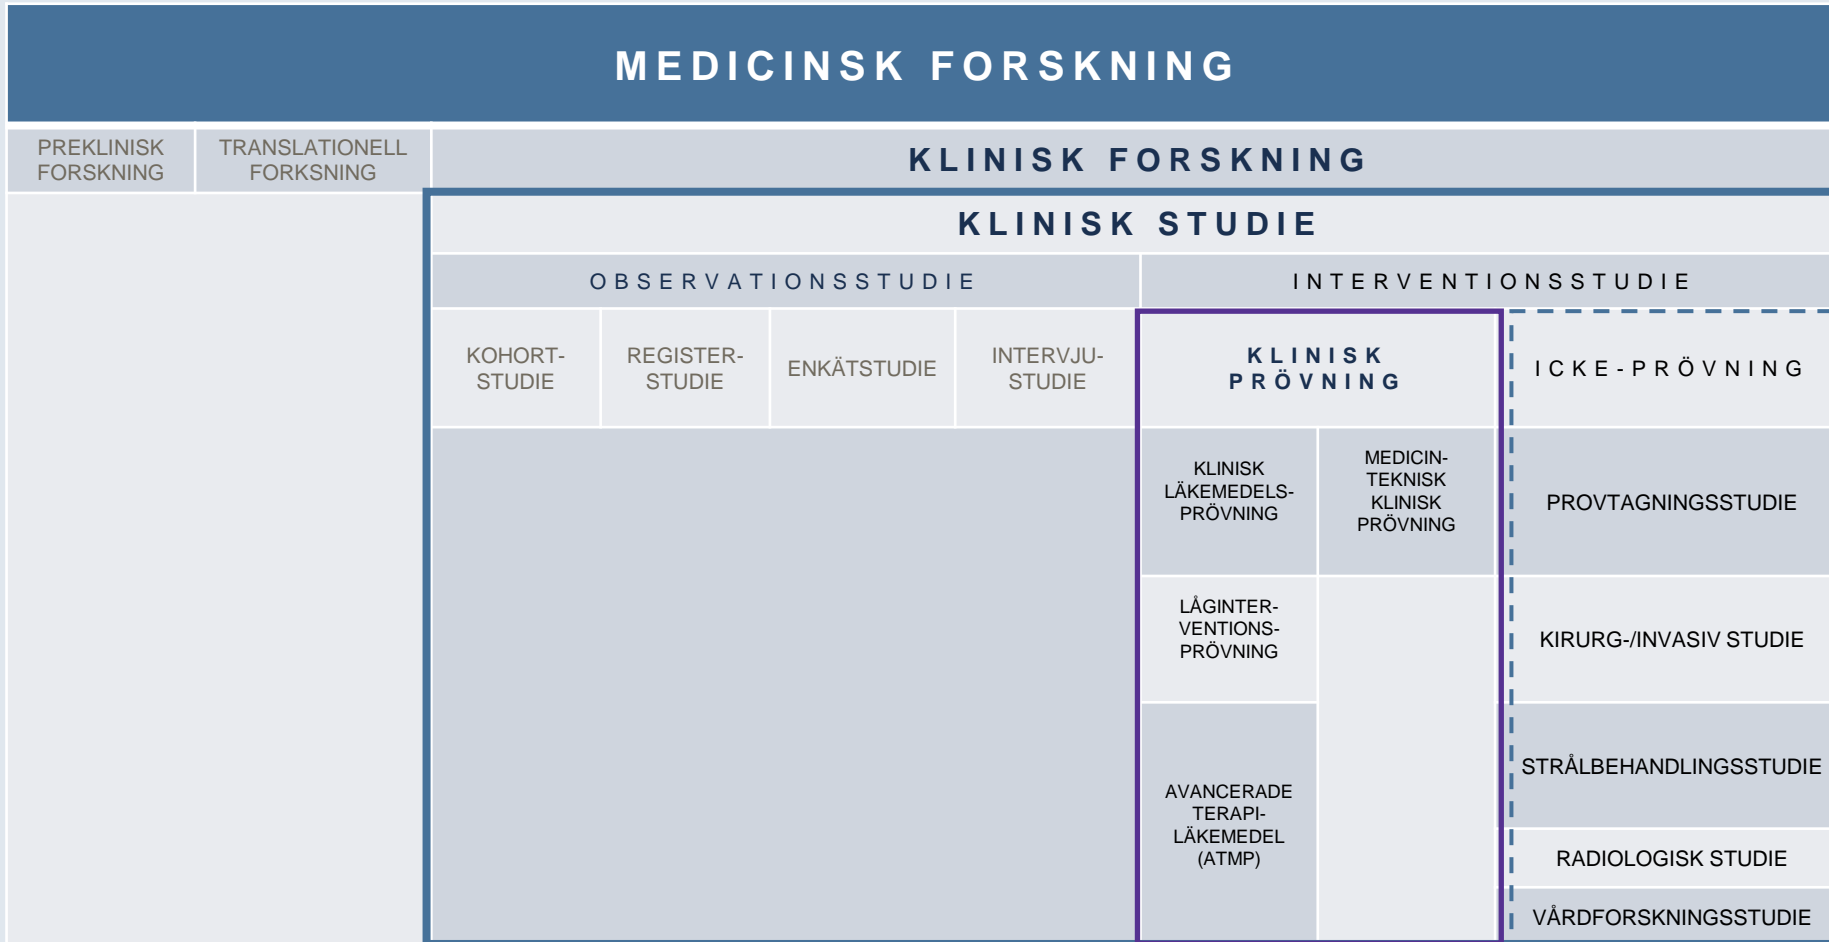 MEDICINSK FORSKNING
PREKLINISK
FORSKNING
TRANSLATIONELL
FORKSNING
KLINISK FORSKNING
KLINISK STUDIE
OBSERVATIONSSTUDIE
INTERVENTIONSSTUDIE
KOHORT-
STUDIE
REGISTER-
STUDIE
ENKÄTSTUDIE
INTERVJU-
STUDIE
KLINISK
PRÖVNING
ICKE-PRÖVNING
KLINISK
LÄKEMEDELS-
PRÖVNING
MEDICIN-
TEKNISK
KLINISK
PRÖVNING
PROVTAGNINGSSTUDIE
LÅGINTER-
VENTIONS-
PRÖVNING
KIRURG-/INVASIV STUDIE
AVANCERADE
TERAPI-
LÄKEMEDEL
(ATMP)
STRÅLBEHANDLINGSSTUDIE
RADIOLOGISK STUDIE
VÅRDFORSKNINGSSTUDIE